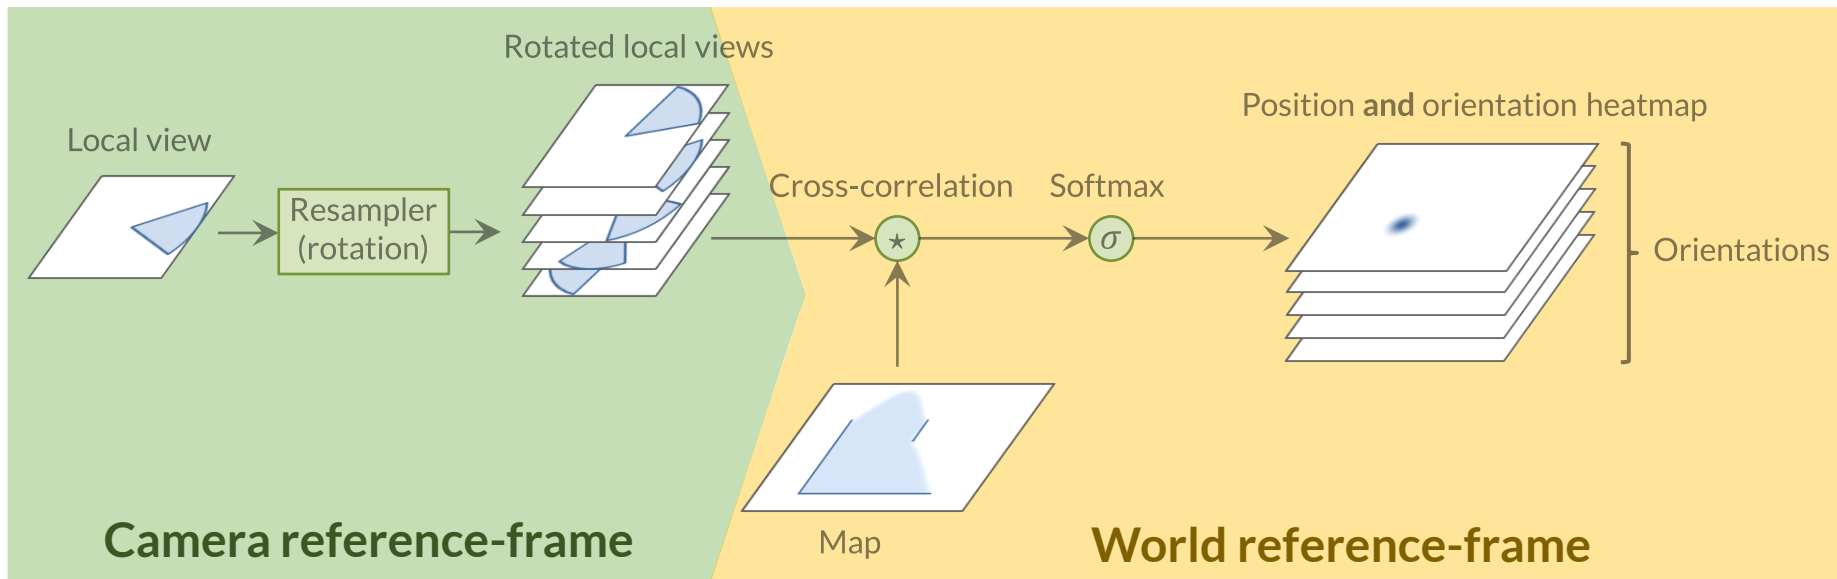 Rotated local views
Local view
Resampler
(rotation)
Cross-correlation
Softmax
⋆
σ
Position and orientation heatmap
Orientations
Map
Camera reference-frame
World reference-frame